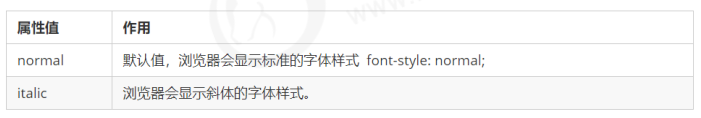 属性值 作用
normal 默认值，浏览器会显示标准的字体样式 font-style: normal;
italic 浏览器会显示斜体的字体样式。